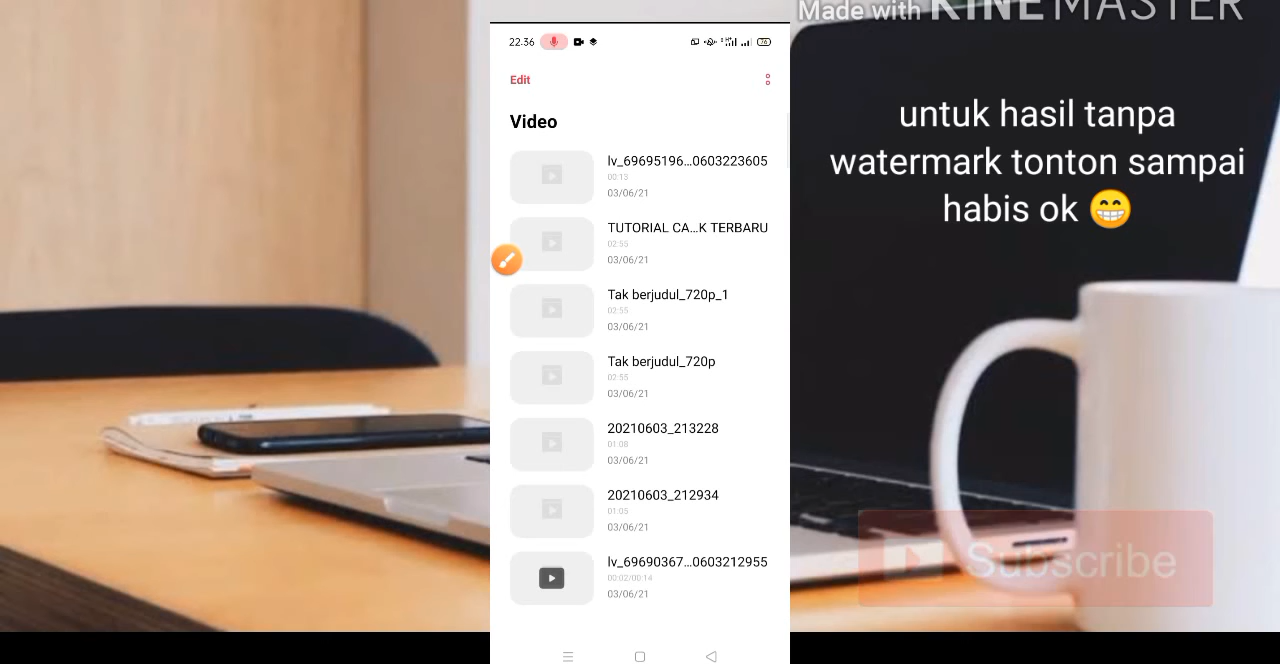 Made with KINEMASTER
22.36
76
Edit
Video
lv_69695196...0603223605
00:13
03/06/21
TUTORIAL CA...K TERBARU
02:55
03/06/21
Tak berjudul_720p_1
02:55
03/06/21
Tak berjudul_720p
02:55
03/06/21
20210603_213228
01:08
03/06/21
20210603_212934
01:05
03/06/21
lv_69690367...0603212955
00:02/00:14
03/06/21
untuk hasil tanpa
watermark tonton sampai
habis ok 😁
Subscribe